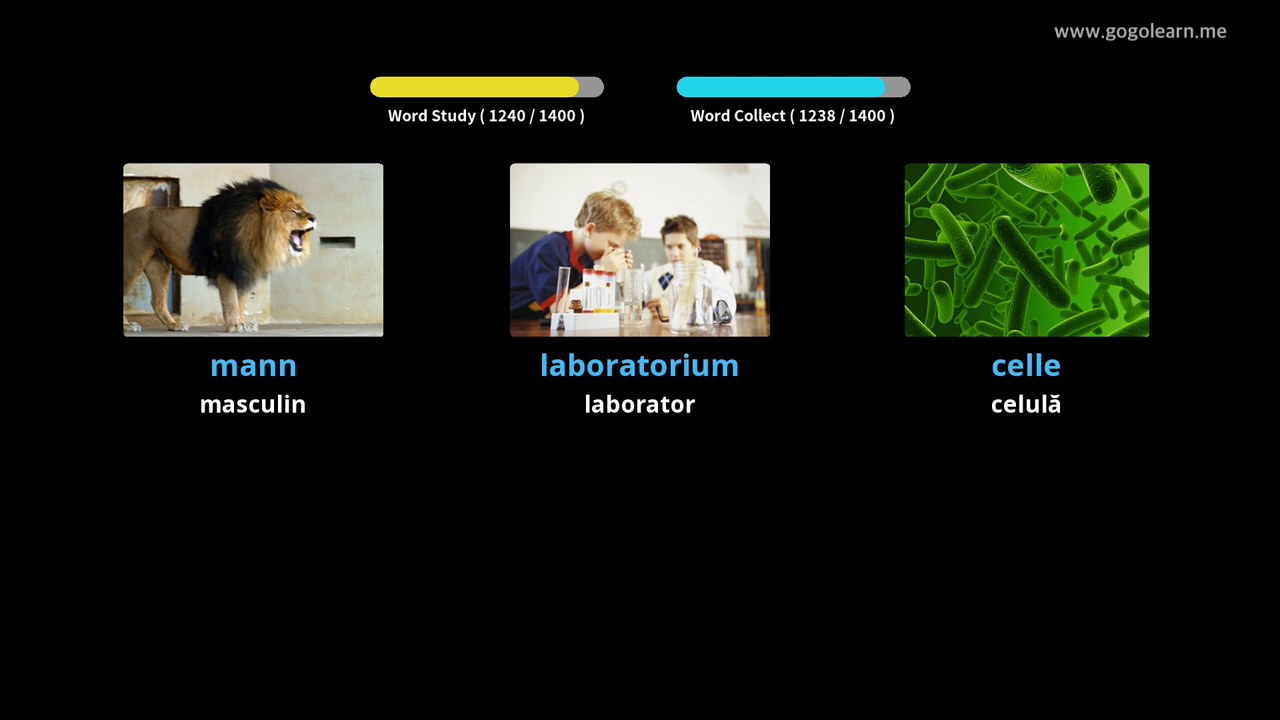 www.gogolearn.me
Word Study ( 1240 / 1400 )
Word Collect ( 1238 / 1400 )
mann
laboratorium
celle
masculin
laborator
celulă